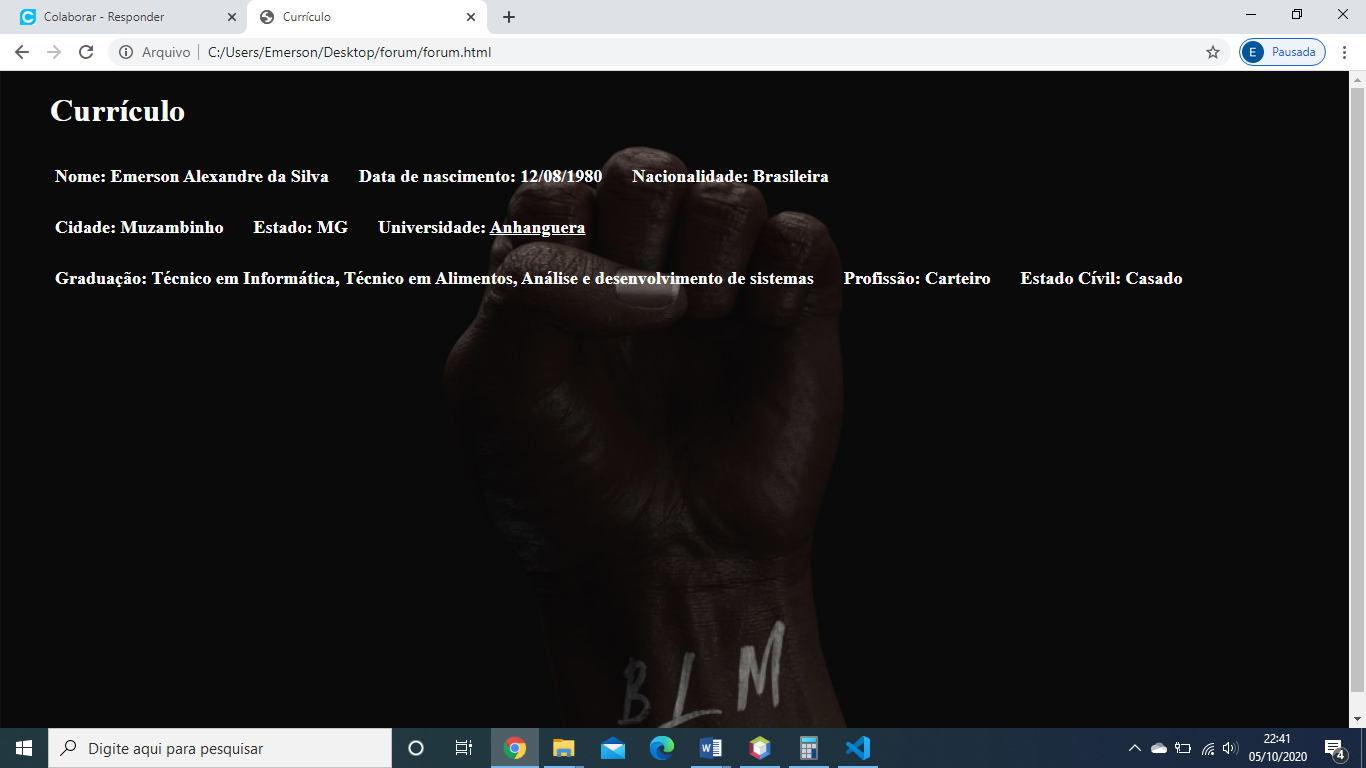 Colaborar - Responder
Currículo
Arquivo
C:/Users/Emerson/Desktop/forum/forum.html
E Pausada
Currículo
Nome: Emerson Alexandre da Silva Data de nascimento: 12/08/1980 Nacionalidade: Brasileira
Cidade: Muzambinho Estado: MG Universidade: Anhanguera
Graduação: Técnico em Informática, Técnico em Alimentos, Análise e desenvolvimento de sistemas Profissão: Carteiro Estado Cívil: Casado
BLM
Digite aqui para pesquisar
22:41
05/10/2020
4